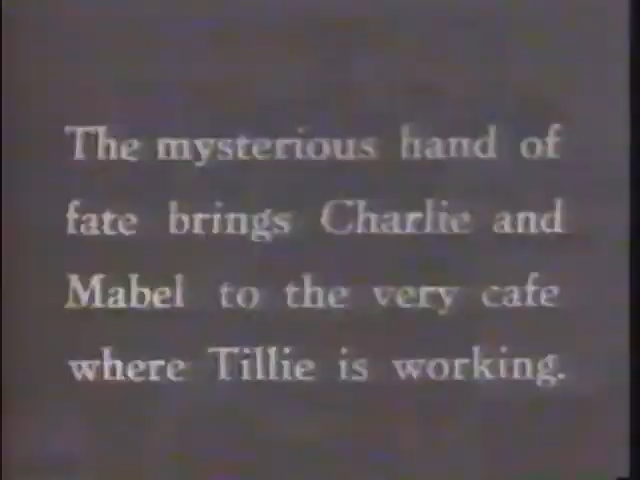 The mysterious hand of
fate brings Charlie and
Mabel to the very cafe
where Tillie is working.